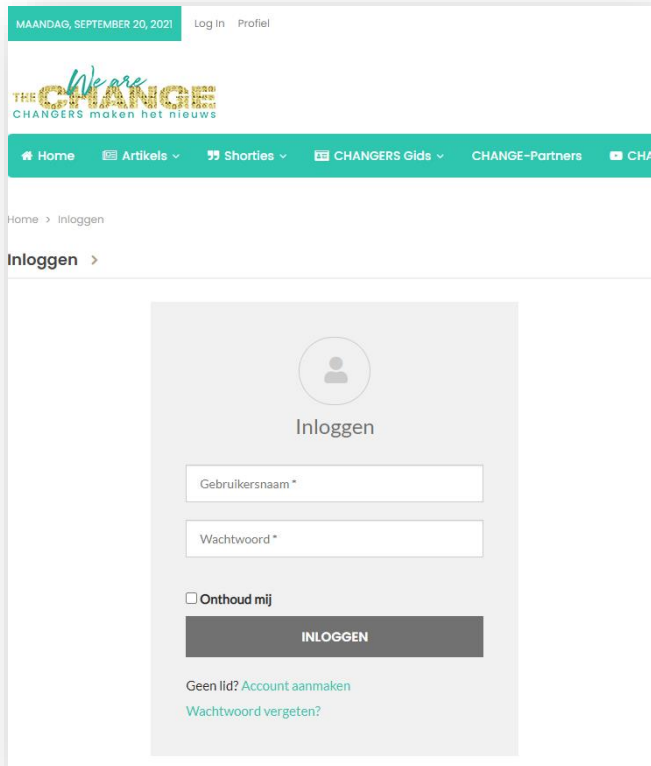 MAANDAG, SEPTEMBER 20, 2021 Log In Profiel
We are
THE CHANGE
CHANGERS maken het nieuws
Home Artikels Shorties CHANGERS Gids CHANGE-Partners CHA
Home > Inloggen
Inloggen >
Inloggen
Gebruikersnaam *
Wachtwoord *
Onthoud mij
INLOGGEN
Geen lid? Account aanmaken
Wachtwoord vergeten?